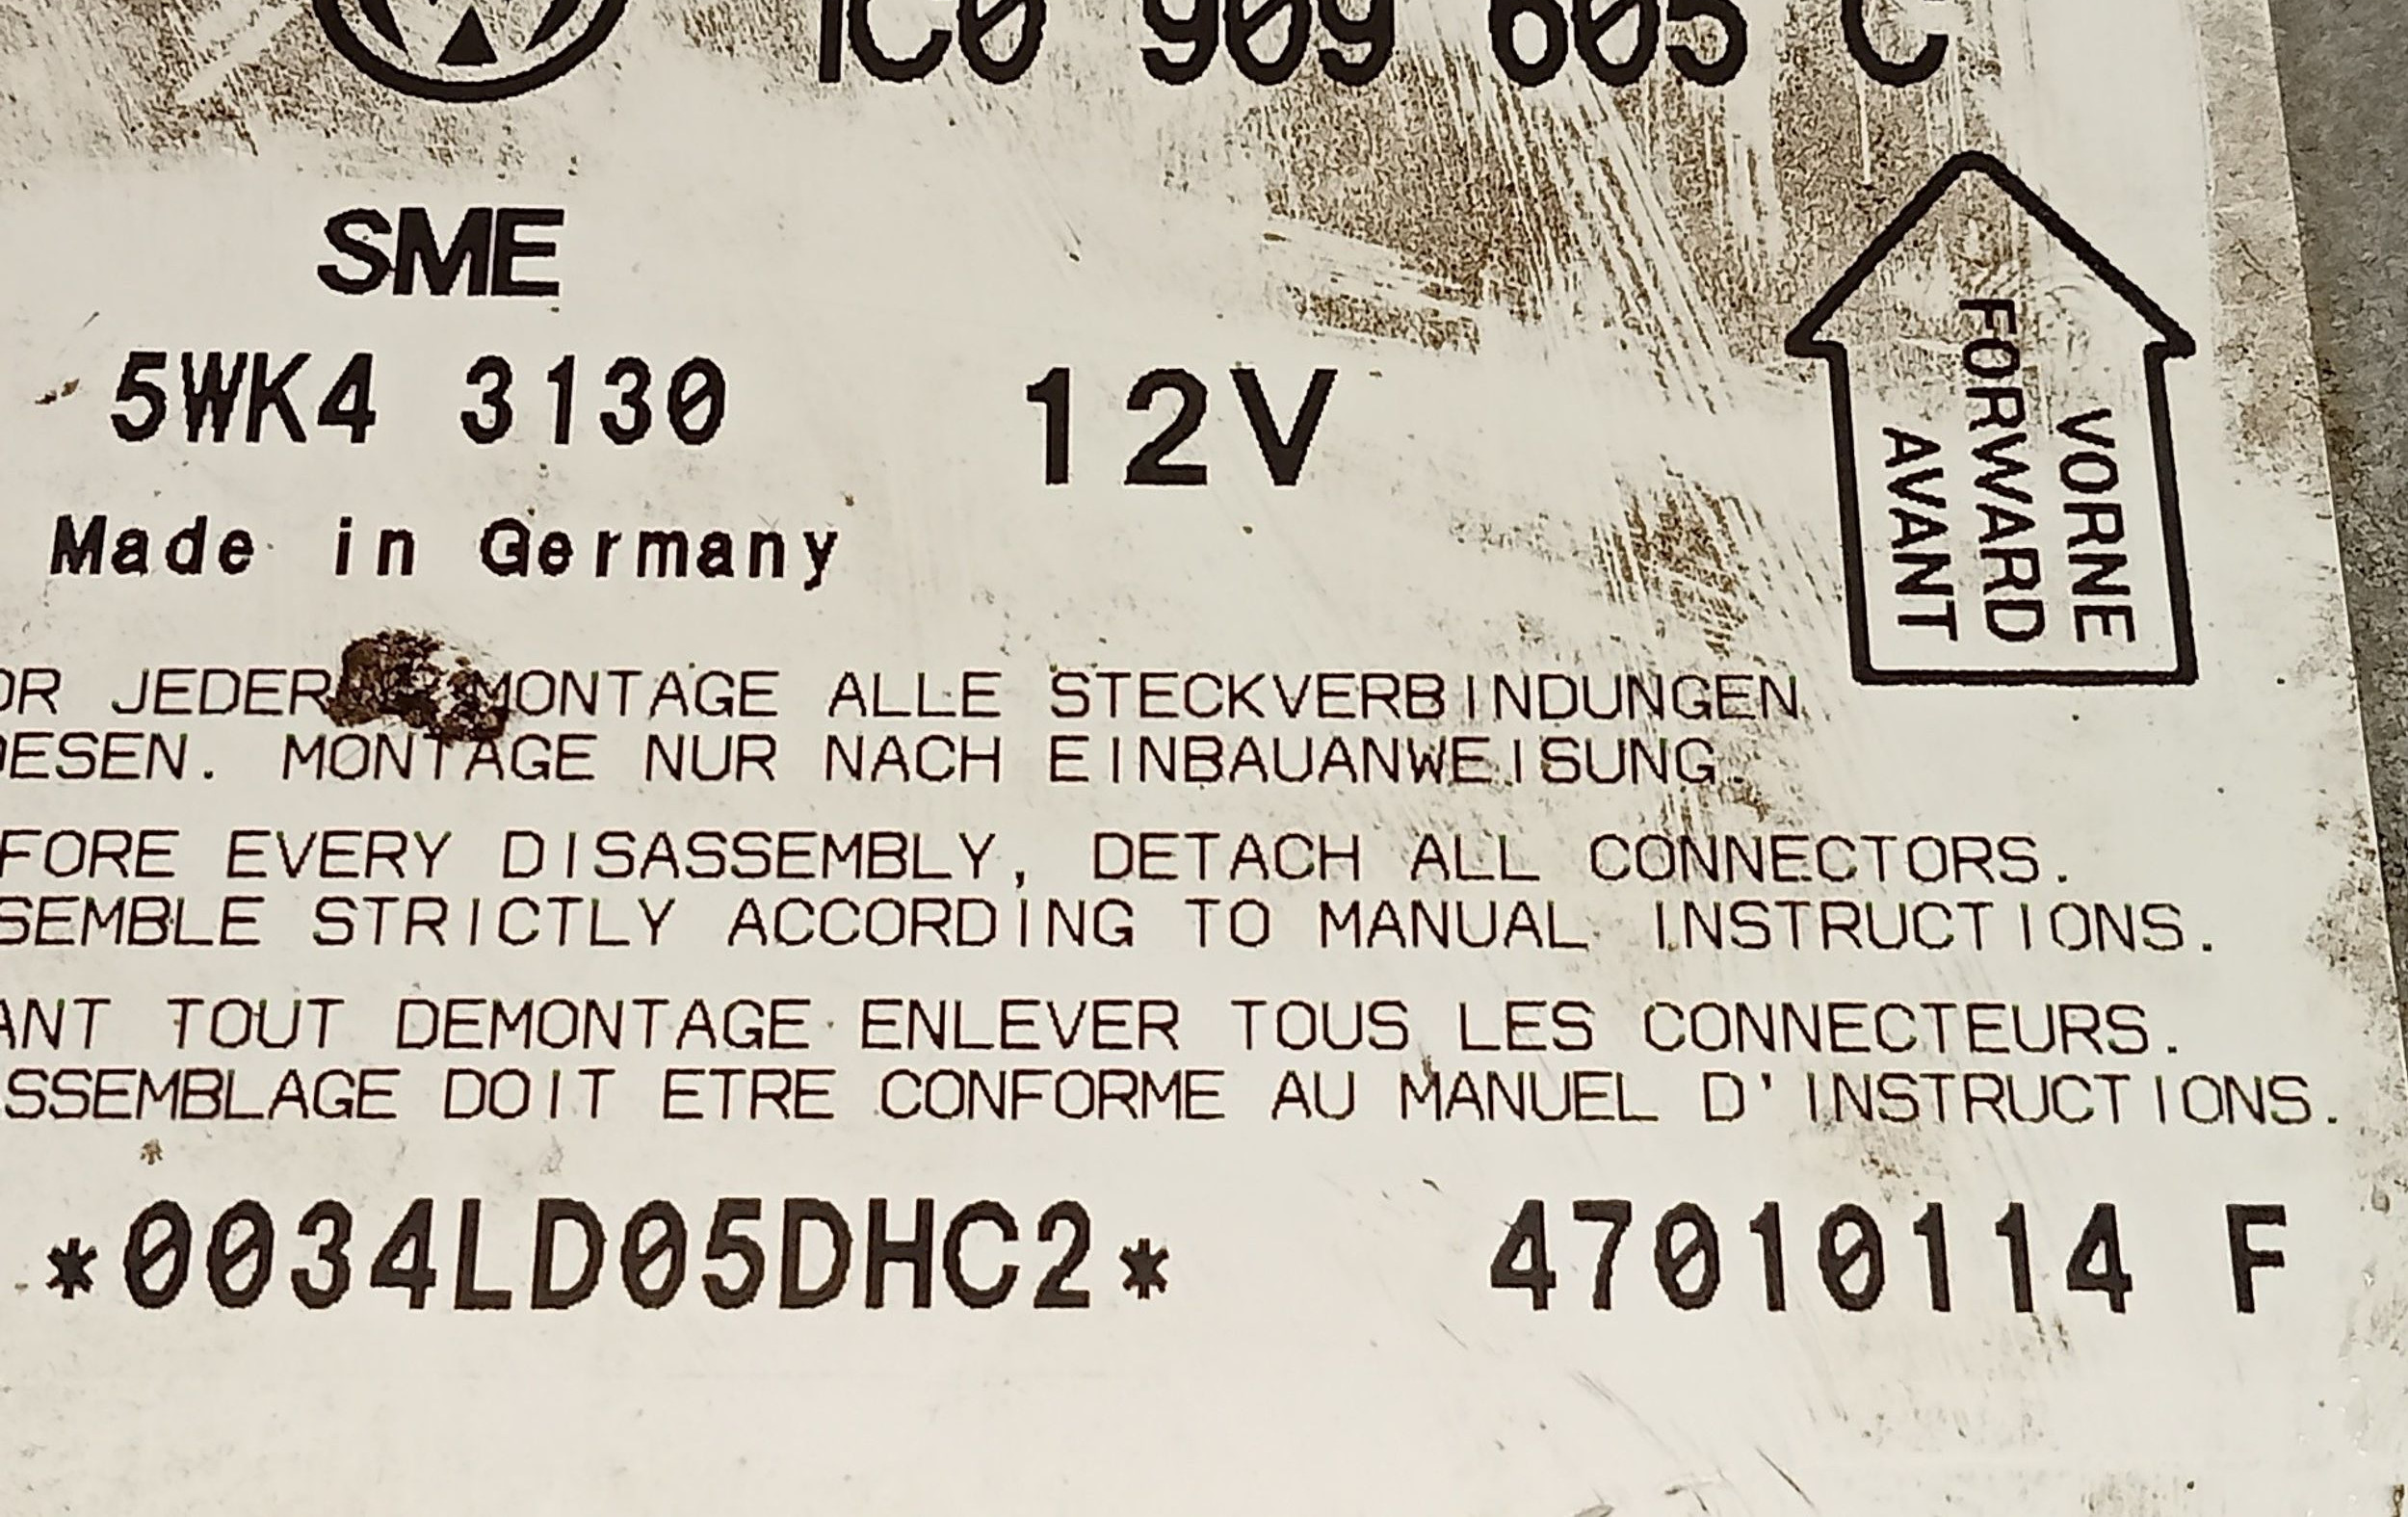 1C0 909 605 C
SME
5WK4 3130 12V
Made in Germany
VORNE
FORWARD
AVANT
OR JEDER MONTAGE ALLE STECKVERBINDUNGEN
ÖESEN. MONTAGE NUR NACH EINBAUANWEISUNG.
FORE EVERY DISASSEMBLY, DETACH ALL CONNECTORS.
SEMBLE STRICTLY ACCORDING TO MANUAL INSTRUCTIONS.
ANT TOUT DEMONTAGE ENLEVER TOUS LES CONNECTEURS.
SSEMBLAGE DOIT ETRE CONFORME AU MANUEL D'INSTRUCTIONS.
*0034LD05DHC2* 47010114 F